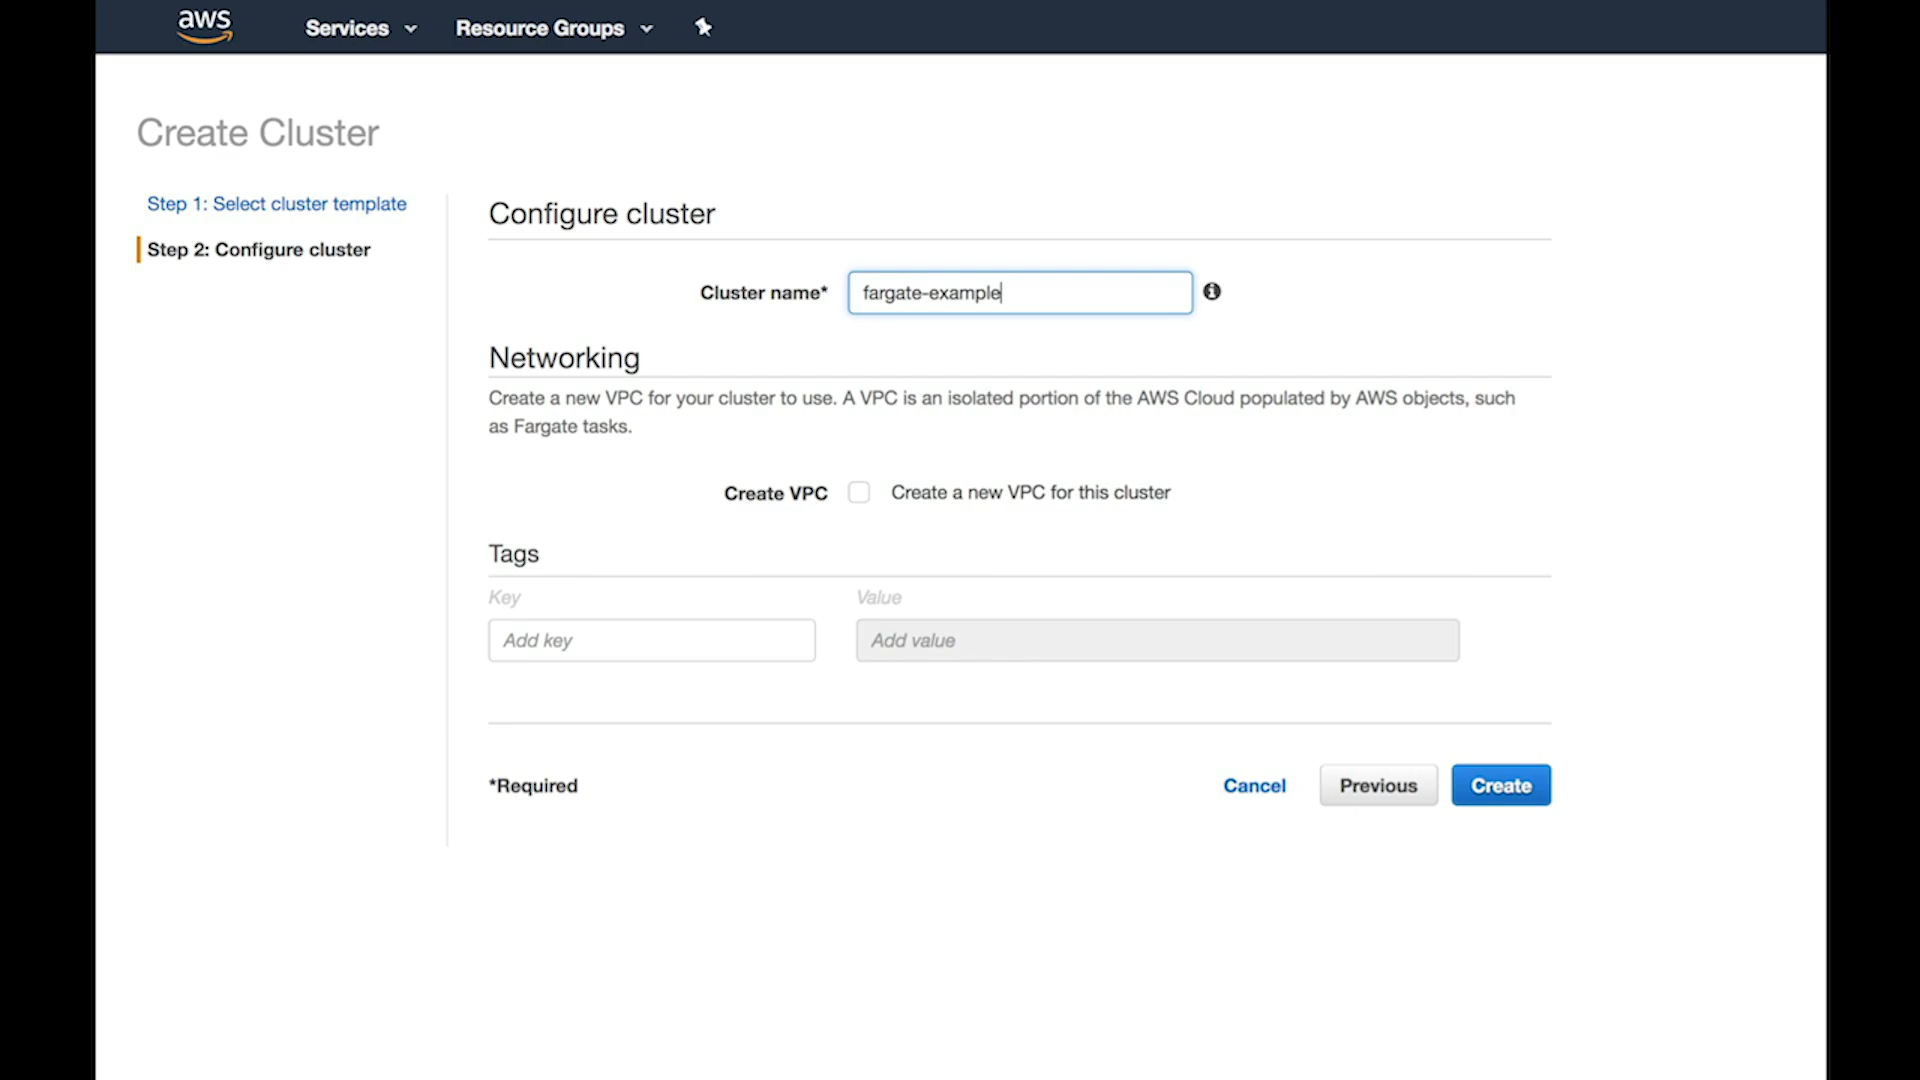 aws Services Resource Groups
Create Cluster
Step 1: Select cluster template
Step 2: Configure cluster
Configure cluster
Cluster name* fargate-example
Networking
Create a new VPC for your cluster to use. A VPC is an isolated portion of the AWS Cloud populated by AWS objects, such
as Fargate tasks.
Create VPC Create a new VPC for this cluster
Tags
Key Value
Add key Add value
*Required Cancel Previous Create